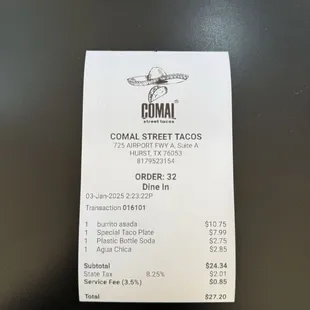 COMAL
street tacos
COMAL STREET TACOS
725 AIRPORT FWY A, Suite A
HURST, TX 76053
8179523154
ORDER: 32
Dine In
03-Jan-2025 2:23:22P
Transaction 016101
1 burrito asada $10.75
1 Special Taco Plate $7.99
1 Plastic Bottle Soda $2.75
1 Agua Chica $2.85
Subtotal $24.34
State Tax 8.25% $2.01
Service Fee (3.5%) $0.85
Total $27.20